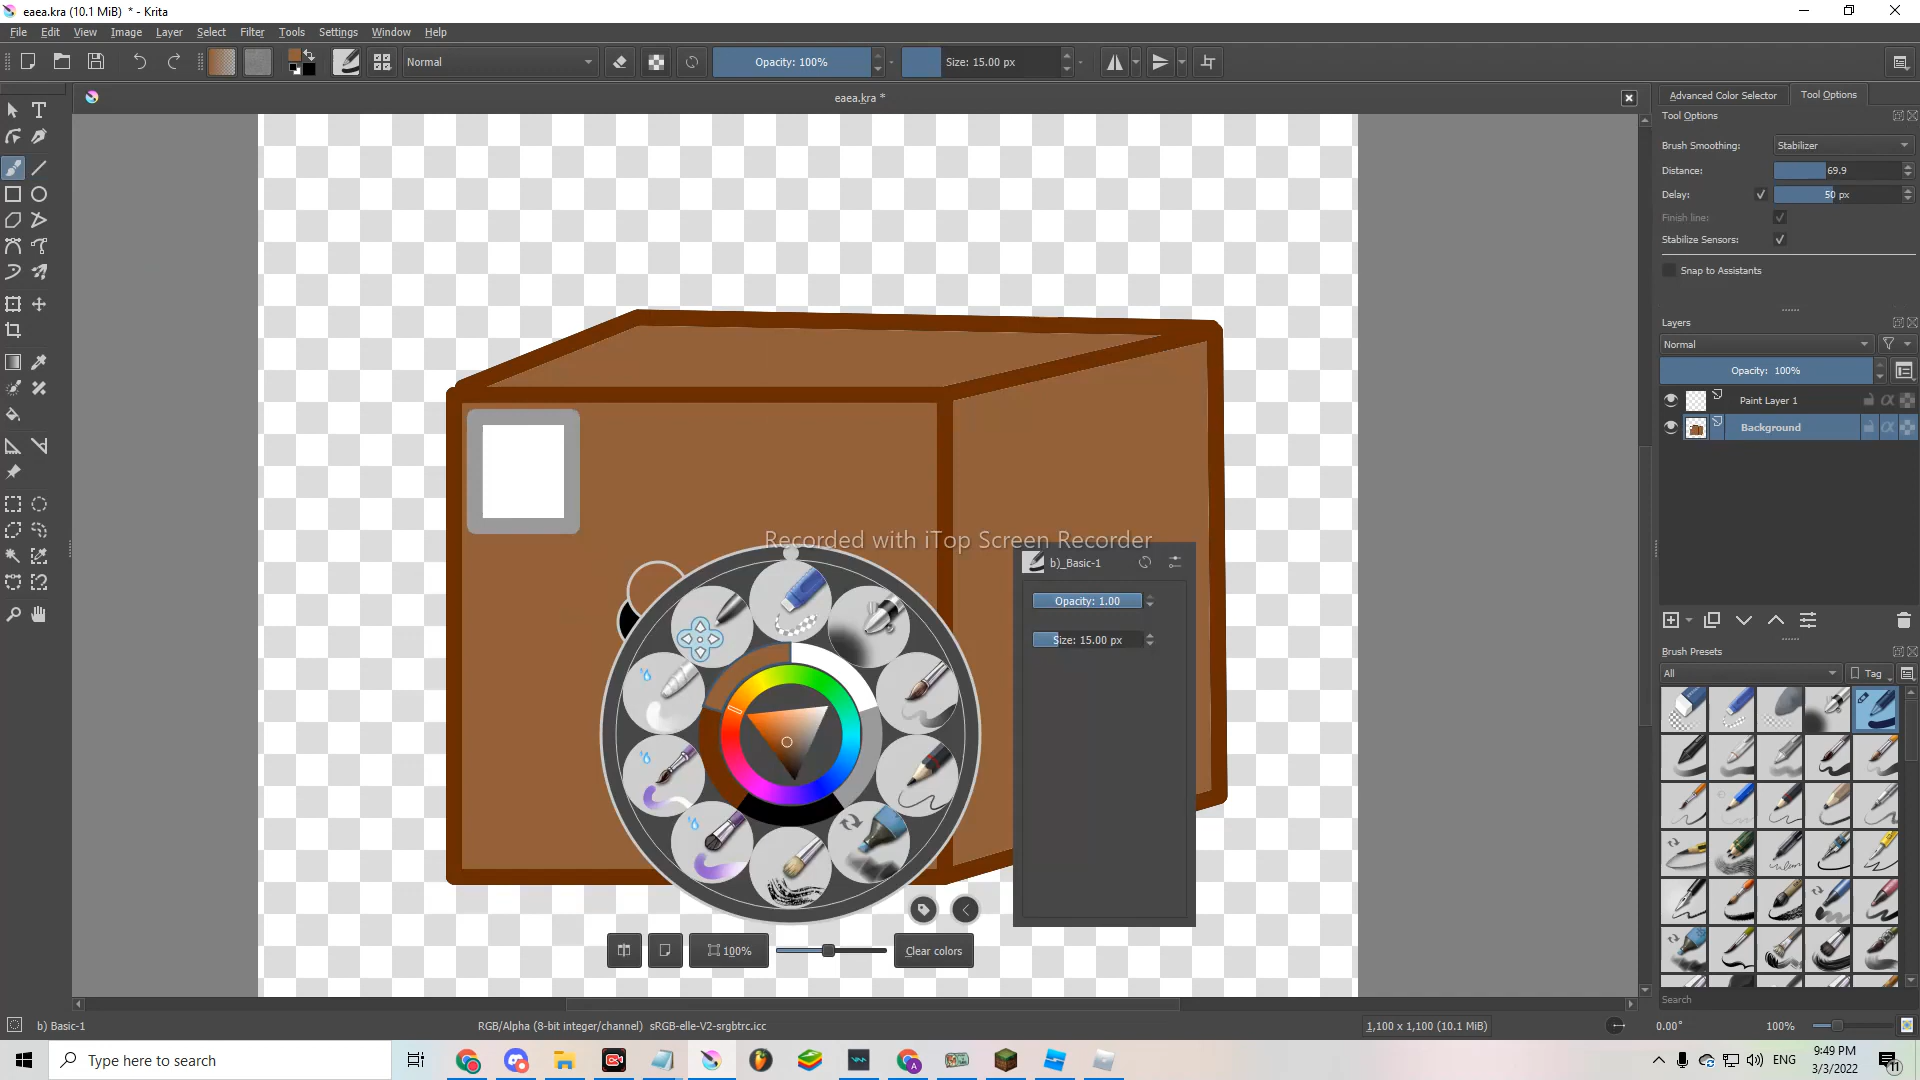 eaea.kra (10.1 MiB) * - Krita
File Edit View Image Layer Select Filter Tools Settings Window Help
Normal
Opacity: 100%
Size: 15.00 px
eaea.kra *
Advanced Color Selector
Tool Options
Tool Options
Brush Smoothing:
Stabilizer
Distance:
69.9
Delay:
50 px
Finish line:
Stabilize Sensors:
Snap to Assistants
Layers
Normal
Opacity: 100%
Paint Layer 1
Background
Recorded with iTop Screen Recorder
b)_Basic-1
Opacity: 1.00
Size: 15.00 px
Brush Presets
All
Tag
100%
Clear colors
Search
b) Basic-1
RGB/Alpha (8-bit integer/channel) sRGB-elle-V2-srgbtrc.icc
1,100 x 1,100 (10.1 MiB)
0.00°
100%
Type here to search
A
ENG
9:49 PM
3/3/2022
11